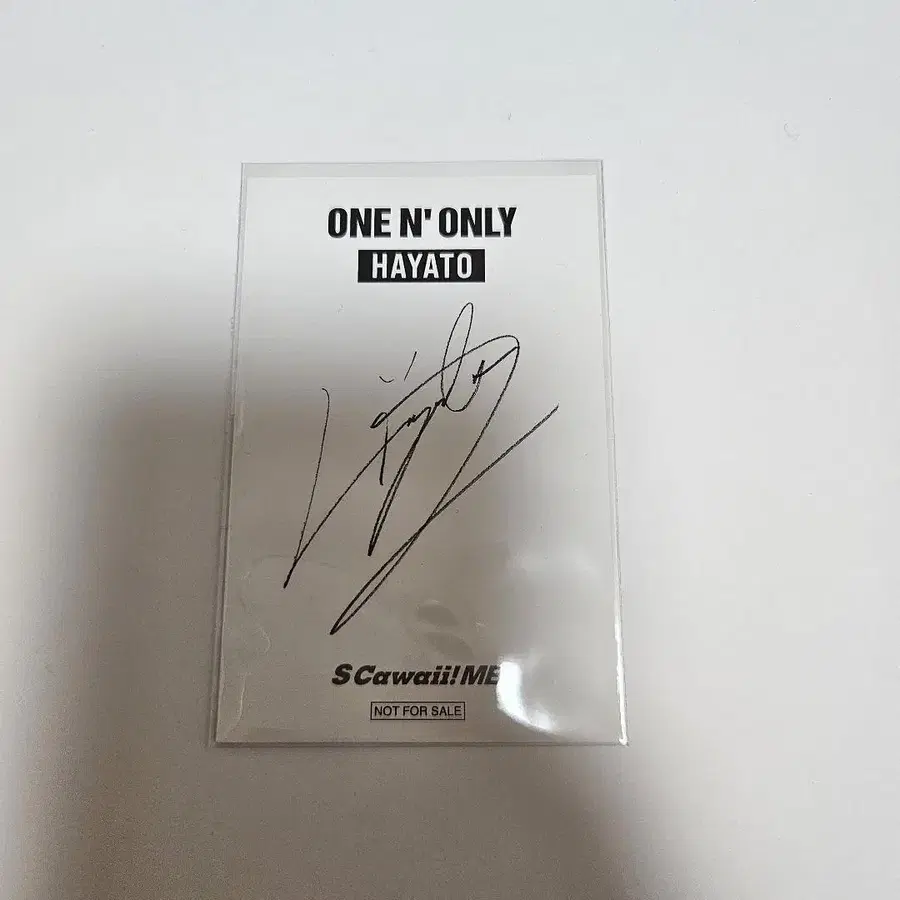 ONE N' ONLY
HAYATO
S Cawaii! ME
NOT FOR SALE